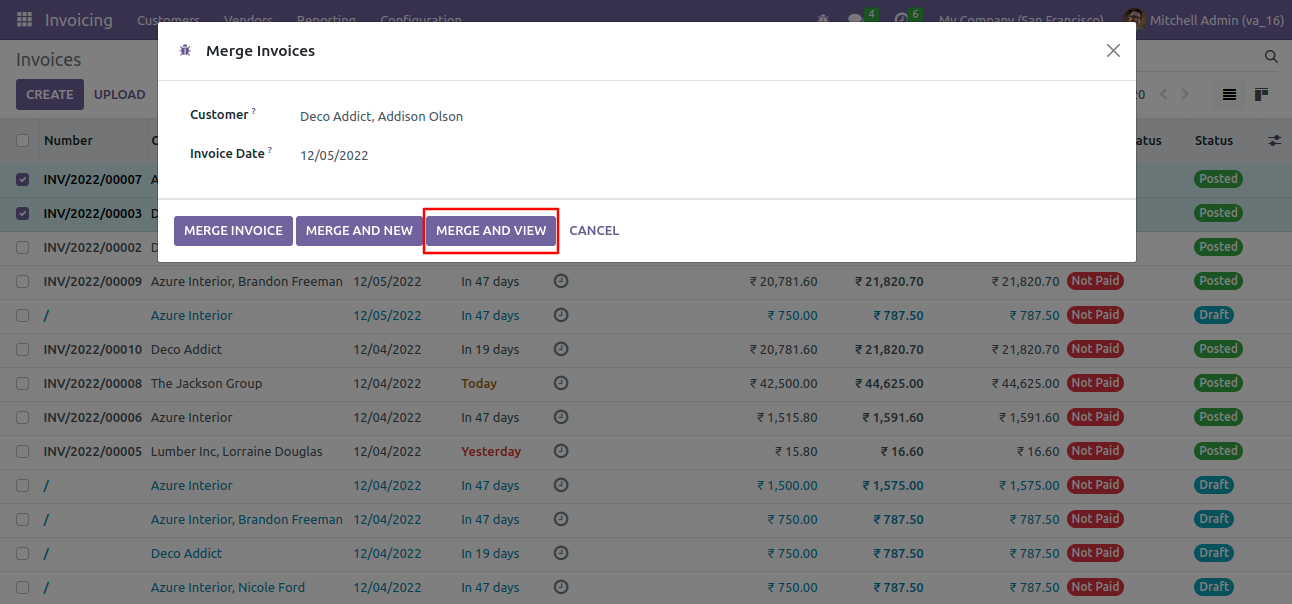 Invoicing Customers Vendors Reporting Configuration 4 6 My Company (San Francisco) Mitchell Admin (va_16)
Merge Invoices
Invoices
CREATE UPLOAD
Customer ? Deco Addict, Addison Olson
Invoice Date ? 12/05/2022
Number Status
INV/2022/00007 Posted
INV/2022/00003 Posted
MERGE INVOICE MERGE AND NEW MERGE AND VIEW CANCEL
INV/2022/00002 Posted
INV/2022/00009 Azure Interior, Brandon Freeman 12/05/2022 In 47 days ₹ 20,781.60 ₹ 21,820.70 ₹ 21,820.70 Not Paid Posted
/ Azure Interior 12/05/2022 In 47 days ₹ 750.00 ₹ 787.50 ₹ 787.50 Not Paid Draft
INV/2022/00010 Deco Addict 12/04/2022 In 19 days ₹ 20,781.60 ₹ 21,820.70 ₹ 21,820.70 Not Paid Posted
INV/2022/00008 The Jackson Group 12/04/2022 Today ₹ 42,500.00 ₹ 44,625.00 ₹ 44,625.00 Not Paid Posted
INV/2022/00006 Azure Interior 12/04/2022 In 47 days ₹ 1,515.80 ₹ 1,591.60 ₹ 1,591.60 Not Paid Posted
INV/2022/00005 Lumber Inc, Lorraine Douglas 12/04/2022 Yesterday ₹ 15.80 ₹ 16.60 ₹ 16.60 Not Paid Posted
/ Azure Interior 12/04/2022 In 47 days ₹ 1,500.00 ₹ 1,575.00 ₹ 1,575.00 Not Paid Draft
/ Azure Interior, Brandon Freeman 12/04/2022 In 47 days ₹ 750.00 ₹ 787.50 ₹ 787.50 Not Paid Draft
/ Deco Addict 12/04/2022 In 19 days ₹ 750.00 ₹ 787.50 ₹ 787.50 Not Paid Draft
/ Azure Interior, Nicole Ford 12/04/2022 In 47 days ₹ 750.00 ₹ 787.50 ₹ 787.50 Not Paid Draft